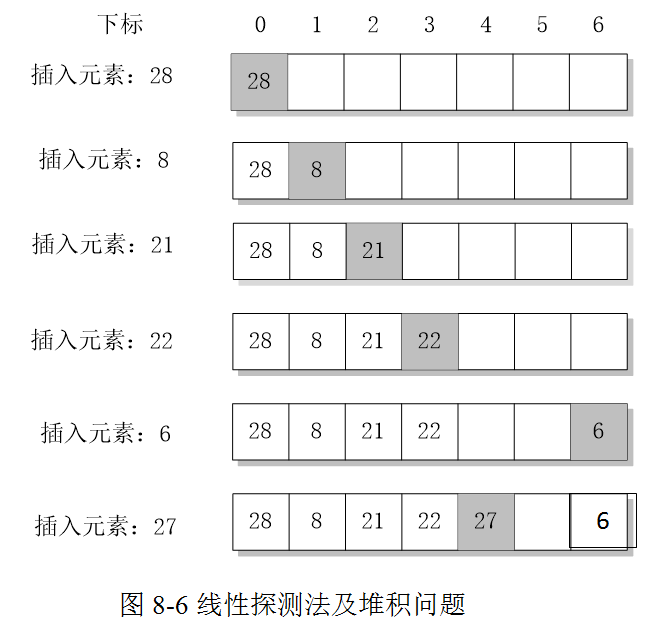 下标 0 1 2 3 4 5 6
插入元素：28 28
插入元素：8 28 8
插入元素：21 28 8 21
插入元素：22 28 8 21 22
插入元素：6 28 8 21 22 6
插入元素：27 28 8 21 22 27 6
图 8-6 线性探测法及堆积问题